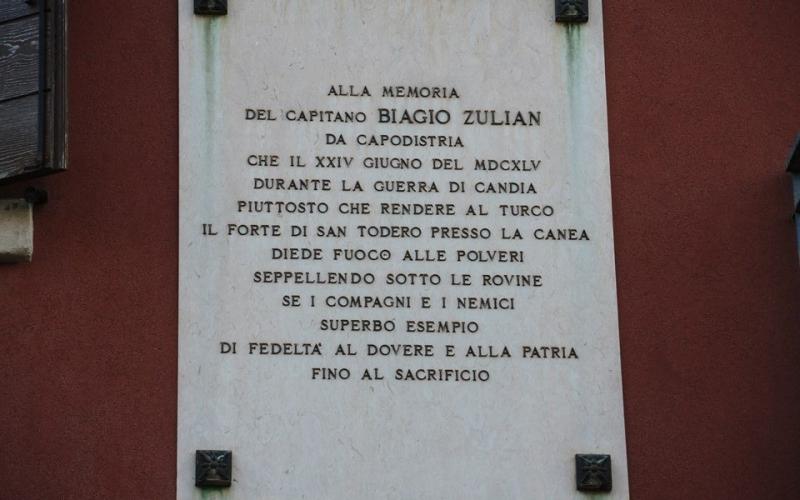 ALLA MEMORIA
DEL CAPITANO BIAGIO ZULIAN
DA CAPODISTRIA
CHE IL XXIV GIUGNO DEL MDCXLV
DURANTE LA GUERRA DI CANDIA
PIUTTOSTO CHE RENDERE AL TURCO
IL FORTE DI SAN TODERO PRESSO LA CANEA
DIEDE FUOCO ALLE POLVERI
SEPPELLENDO SOTTO LE ROVINE
SE I COMPAGNI E I NEMICI
SUPERBO ESEMPIO
DI FEDELTA' AL DOVERE E ALLA PATRIA
FINO AL SACRIFICIO